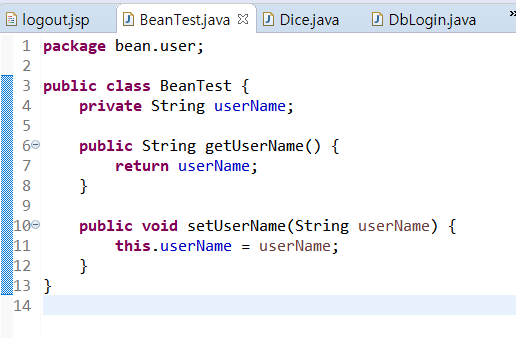 logout.jsp BeanTest.java Dice.java DbLogin.java »
1 package bean.user;
2
3 public class BeanTest {
4     private String userName;
5
6     public String getUserName() {
7         return userName;
8     }
9
10     public void setUserName(String userName) {
11         this.userName = userName;
12     }
13 }
14